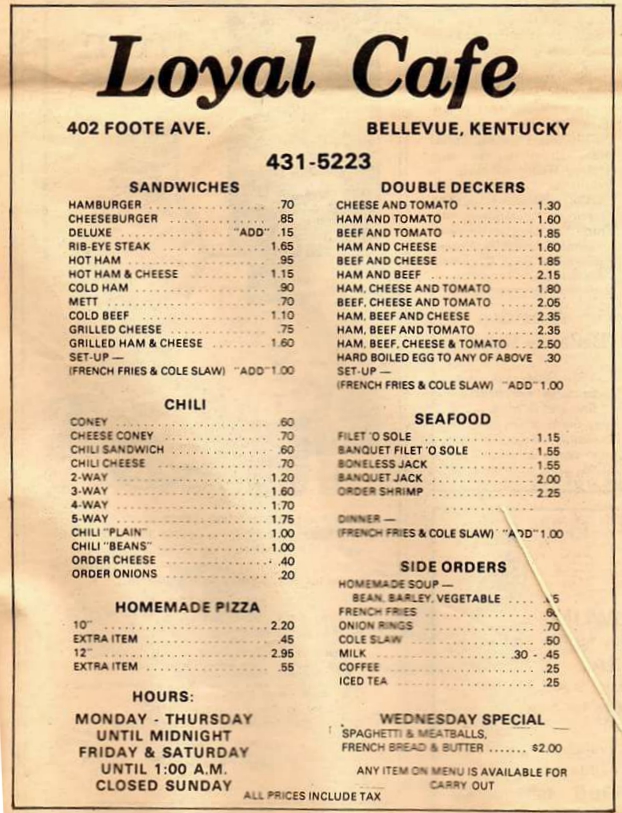 Loyal Cafe
402 FOOTE AVE. BELLEVUE, KENTUCKY
431-5223
SANDWICHES
HAMBURGER .70
CHEESEBURGER .85
DELUXE "ADD" .15
RIB-EYE STEAK 1.65
HOT HAM .95
HOT HAM & CHEESE 1.15
COLD HAM .90
METT .70
COLD BEEF 1.10
GRILLED CHEESE .75
GRILLED HAM & CHEESE 1.60
SET-UP —
(FRENCH FRIES & COLE SLAW) "ADD" 1.00
CHILI
CONEY .60
CHEESE CONEY .70
CHILI SANDWICH .60
CHILI CHEESE .70
2-WAY 1.20
3-WAY 1.60
4-WAY 1.70
5-WAY 1.75
CHILI "PLAIN" 1.00
CHILI "BEANS" 1.00
ORDER CHEESE .40
ORDER ONIONS .20
HOMEMADE PIZZA
10" 2.20
EXTRA ITEM .45
12" 2.95
EXTRA ITEM .55
HOURS:
MONDAY - THURSDAY
UNTIL MIDNIGHT
FRIDAY & SATURDAY
UNTIL 1:00 A.M.
CLOSED SUNDAY
DOUBLE DECKERS
CHEESE AND TOMATO 1.30
HAM AND TOMATO 1.60
BEEF AND TOMATO 1.85
HAM AND CHEESE 1.60
BEEF AND CHEESE 1.85
HAM AND BEEF 2.15
HAM, CHEESE AND TOMATO 1.80
BEEF, CHEESE AND TOMATO 2.05
HAM, BEEF AND CHEESE 2.35
HAM, BEEF AND TOMATO 2.35
HAM, BEEF, CHEESE & TOMATO 2.50
HARD BOILED EGG TO ANY OF ABOVE .30
SET-UP —
(FRENCH FRIES & COLE SLAW) "ADD" 1.00
SEAFOOD
FILET 'O SOLE 1.15
BANQUET FILET 'O SOLE 1.55
BONELESS JACK 1.55
BANQUET JACK 2.00
ORDER SHRIMP 2.25
DINNER —
(FRENCH FRIES & COLE SLAW) "ADD" 1.00
SIDE ORDERS
HOMEMADE SOUP —
BEAN, BARLEY, VEGETABLE
FRENCH FRIES
ONION RINGS .70
COLE SLAW .50
MILK .30 - .45
COFFEE .25
ICED TEA .25
WEDNESDAY SPECIAL
SPAGHETTI & MEATBALLS,
FRENCH BREAD & BUTTER $2.00
ANY ITEM ON MENU IS AVAILABLE FOR
CARRY OUT
ALL PRICES INCLUDE TAX